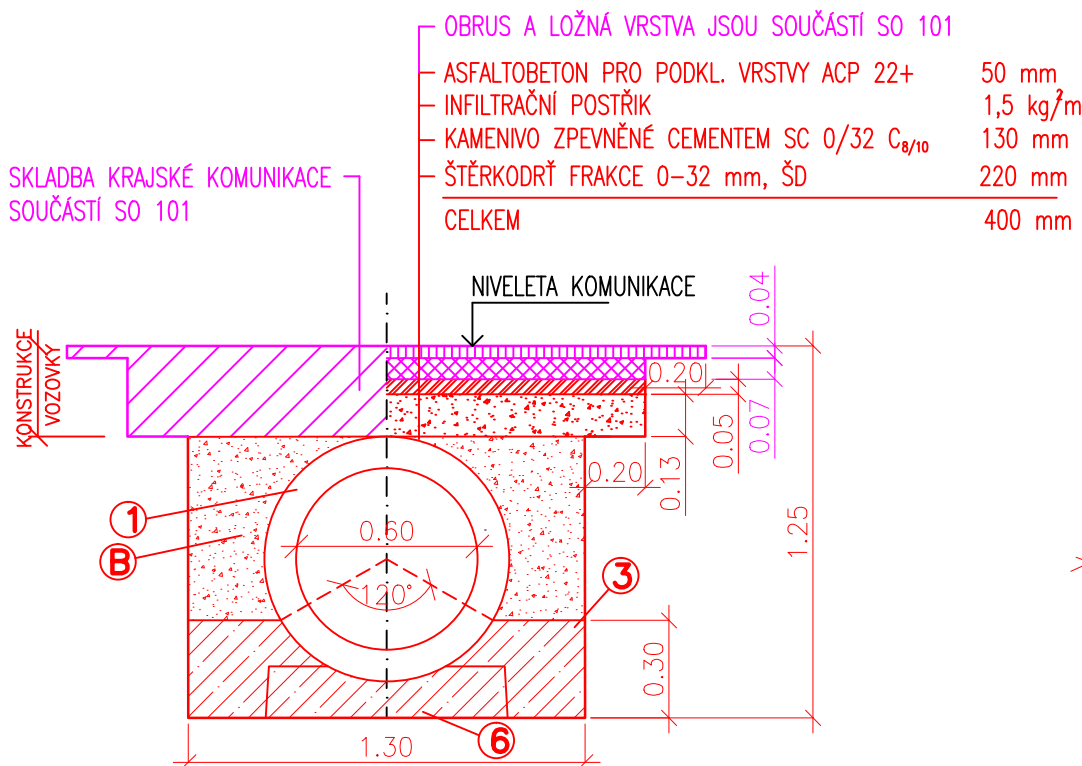 OBRUS A LOŽNÁ VRSTVA JSOU SOUČÁSTÍ SO 101
ASFALTOBETON PRO PODKL. VRSTVY ACP 22+ 50 mm
INFILTRAČNÍ POSTŘIK 1,5 kg/m²
KAMENIVO ZPEVNĚNÉ CEMENTEM SC 0/32 C8/10 130 mm
ŠTĚRKODRŤ FRAKCE 0-32 mm, ŠD 220 mm
CELKEM 400 mm
SKLADBA KRAJSKÉ KOMUNIKACE
SOUČÁSTÍ SO 101
NIVELETA KOMUNIKACE
KONSTRUKCE
VOZOVKY
0.04
0.20
0.05
0.07
0.13
0.20
1.25
1
B
0.60
120°
3
0.30
6
1.30